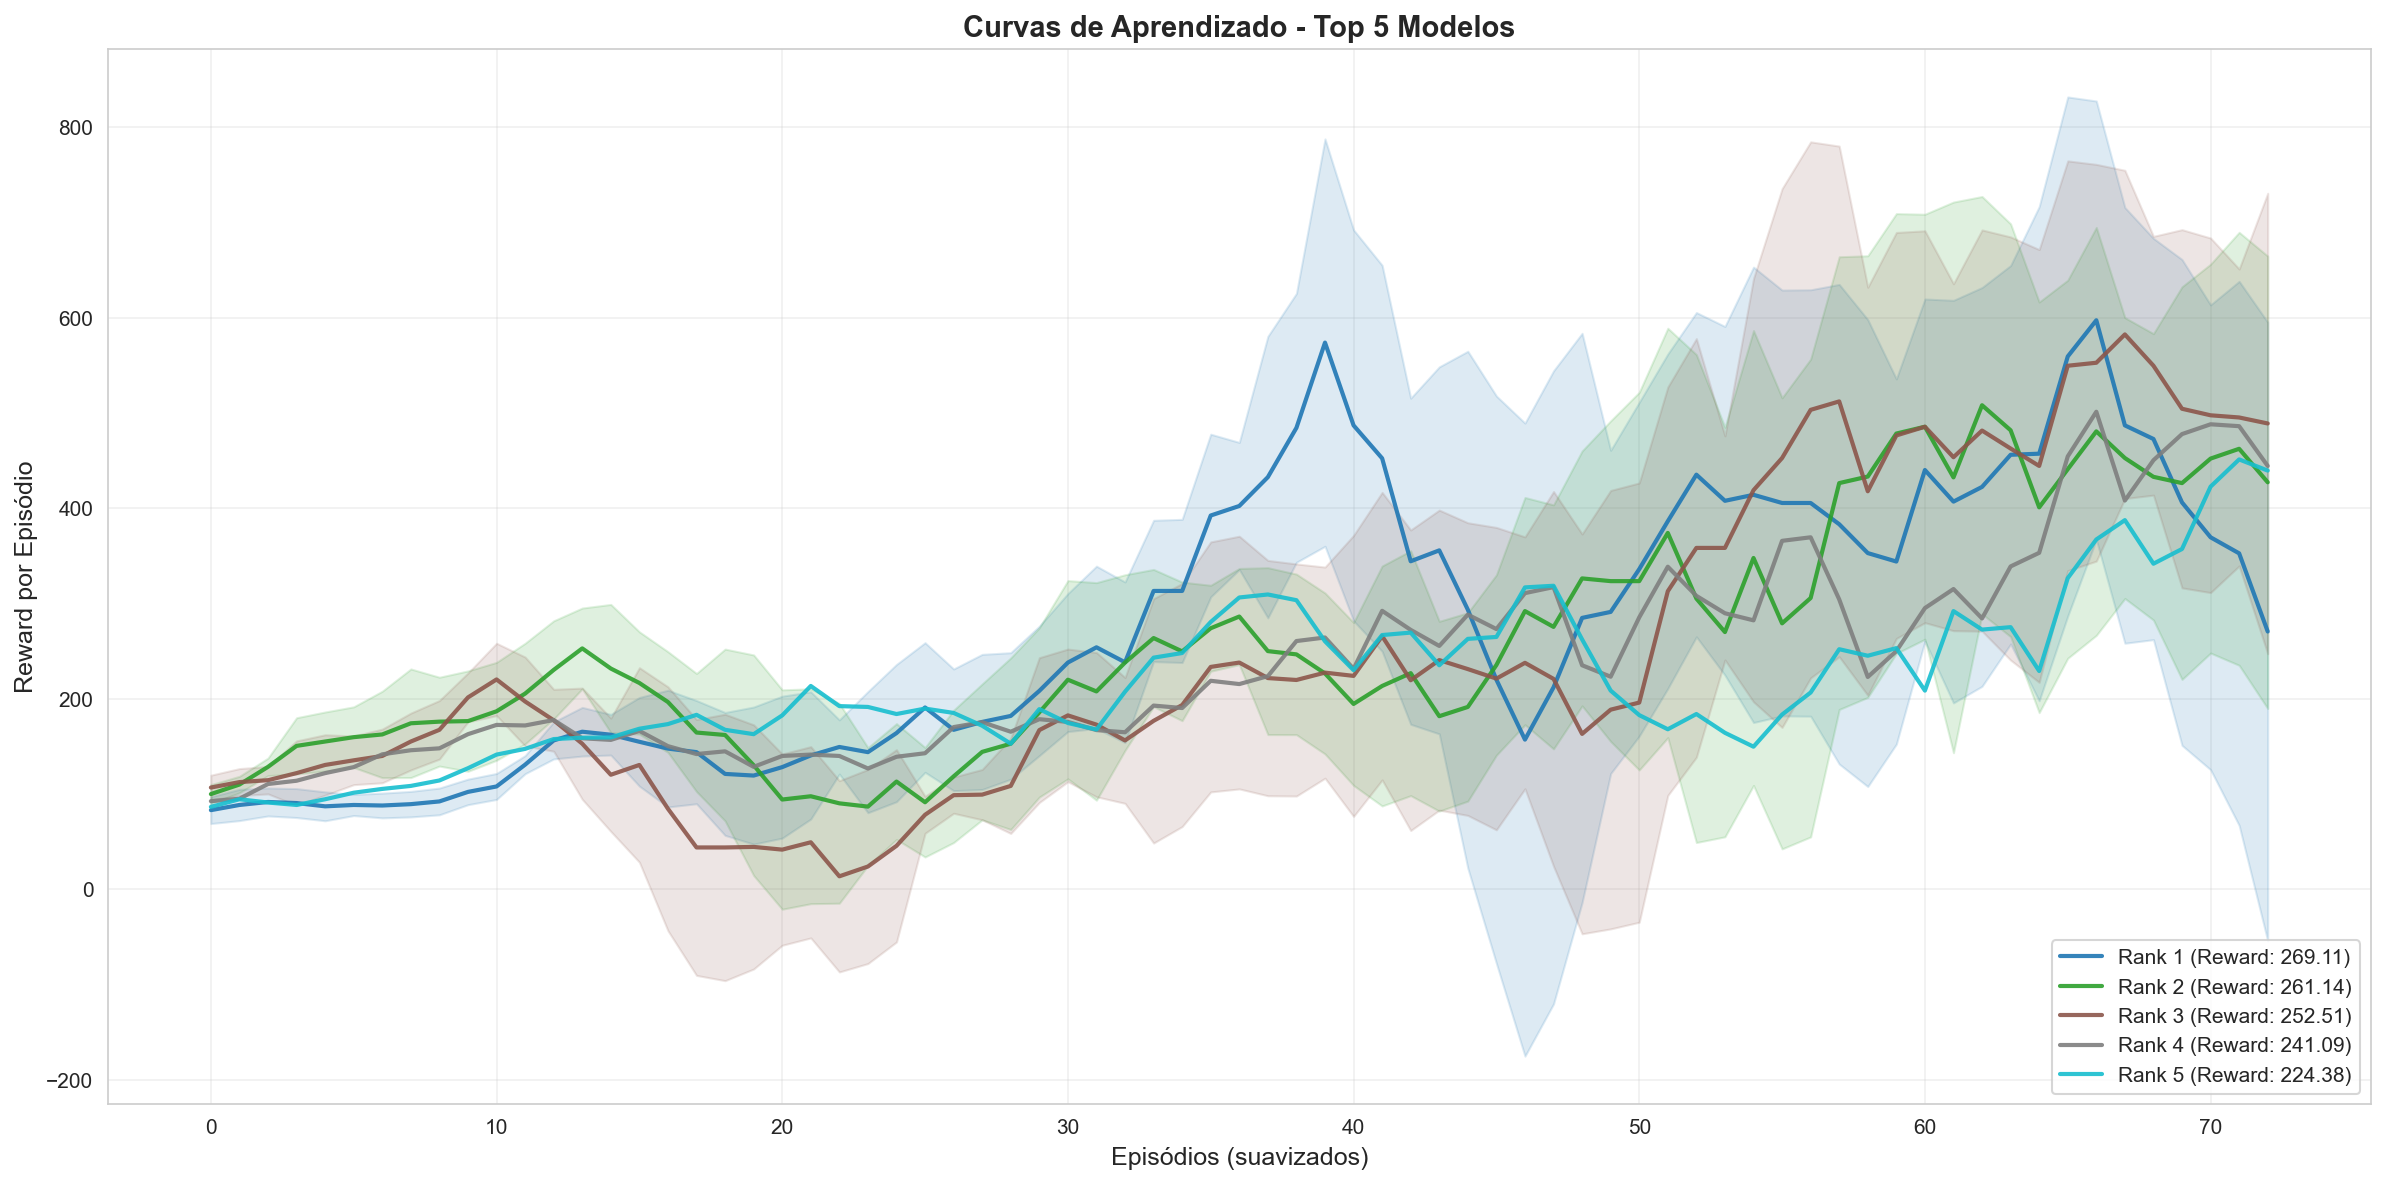 Curvas de Aprendizado - Top 5 Modelos
Reward por Episódio
800
600
400
200
0
−200
0 10 20 30 40 50 60 70
Episódios (suavizados)
Rank 1 (Reward: 269.11)
Rank 2 (Reward: 261.14)
Rank 3 (Reward: 252.51)
Rank 4 (Reward: 241.09)
Rank 5 (Reward: 224.38)